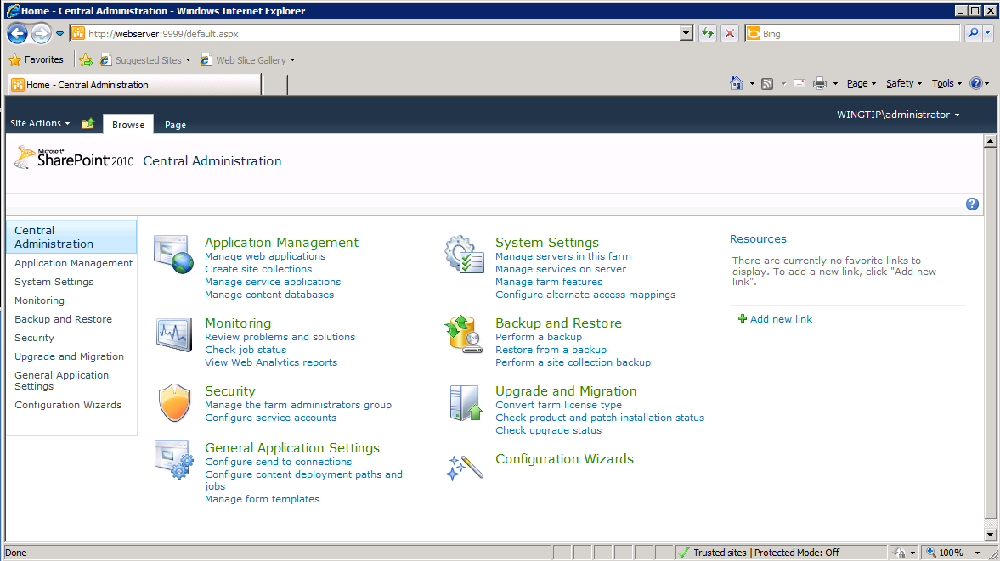 Home - Central Administration - Windows Internet Explorer
http://webserver:9999/default.aspx
Bing
Favorites
Suggested Sites
Web Slice Gallery
Home - Central Administration
Page
Safety
Tools
Site Actions
Browse
Page
WINGTIP\administrator
Microsoft®
SharePoint 2010
Central Administration
Central
Administration
Application Management
System Settings
Monitoring
Backup and Restore
Security
Upgrade and Migration
General Application
Settings
Configuration Wizards
Application Management
Manage web applications
Create site collections
Manage service applications
Manage content databases
Monitoring
Review problems and solutions
Check job status
View Web Analytics reports
Security
Manage the farm administrators group
Configure service accounts
General Application Settings
Configure send to connections
Configure content deployment paths and
jobs
Manage form templates
System Settings
Manage servers in this farm
Manage services on server
Manage farm features
Configure alternate access mappings
Backup and Restore
Perform a backup
Restore from a backup
Perform a site collection backup
Upgrade and Migration
Convert farm license type
Check product and patch installation status
Check upgrade status
Configuration Wizards
Resources
There are currently no favorite links to
display. To add a new link, click "Add new
link".
Add new link
Done
Trusted sites | Protected Mode: Off
100%